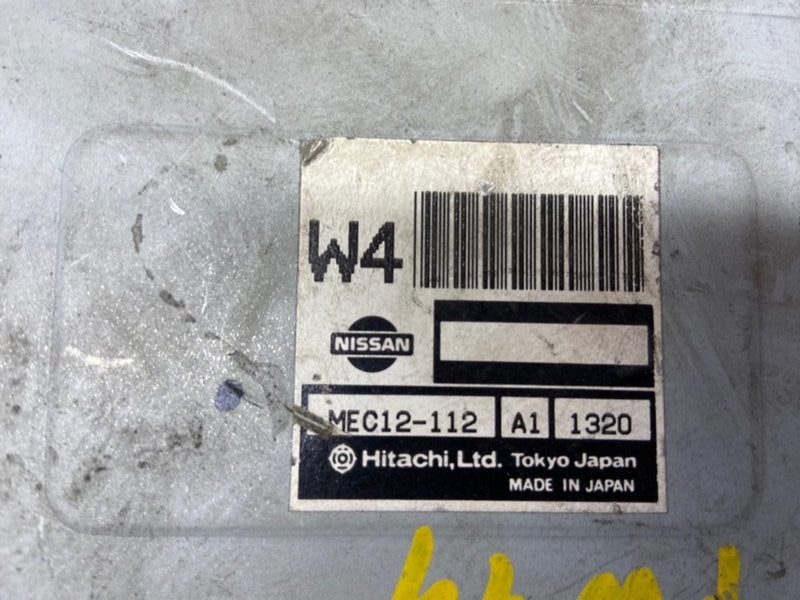 W4
NISSAN
MEC12-112 A1 1320
Hitachi,Ltd. Tokyo Japan
MADE IN JAPAN